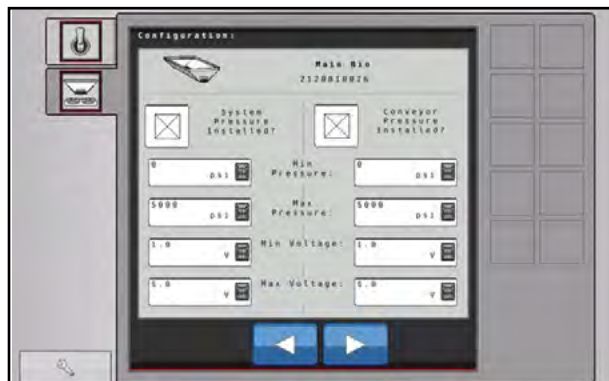 Configuration:
Main Bin
2120810026
System
Pressure
Installed?
Conveyor
Pressure
Installed?
0 psi
Min
Pressure:
0 psi
5000 psi
Max
Pressure:
5000 psi
1.0 V
Min Voltage:
1.0 V
5.0 V
Max Voltage:
5.0 V